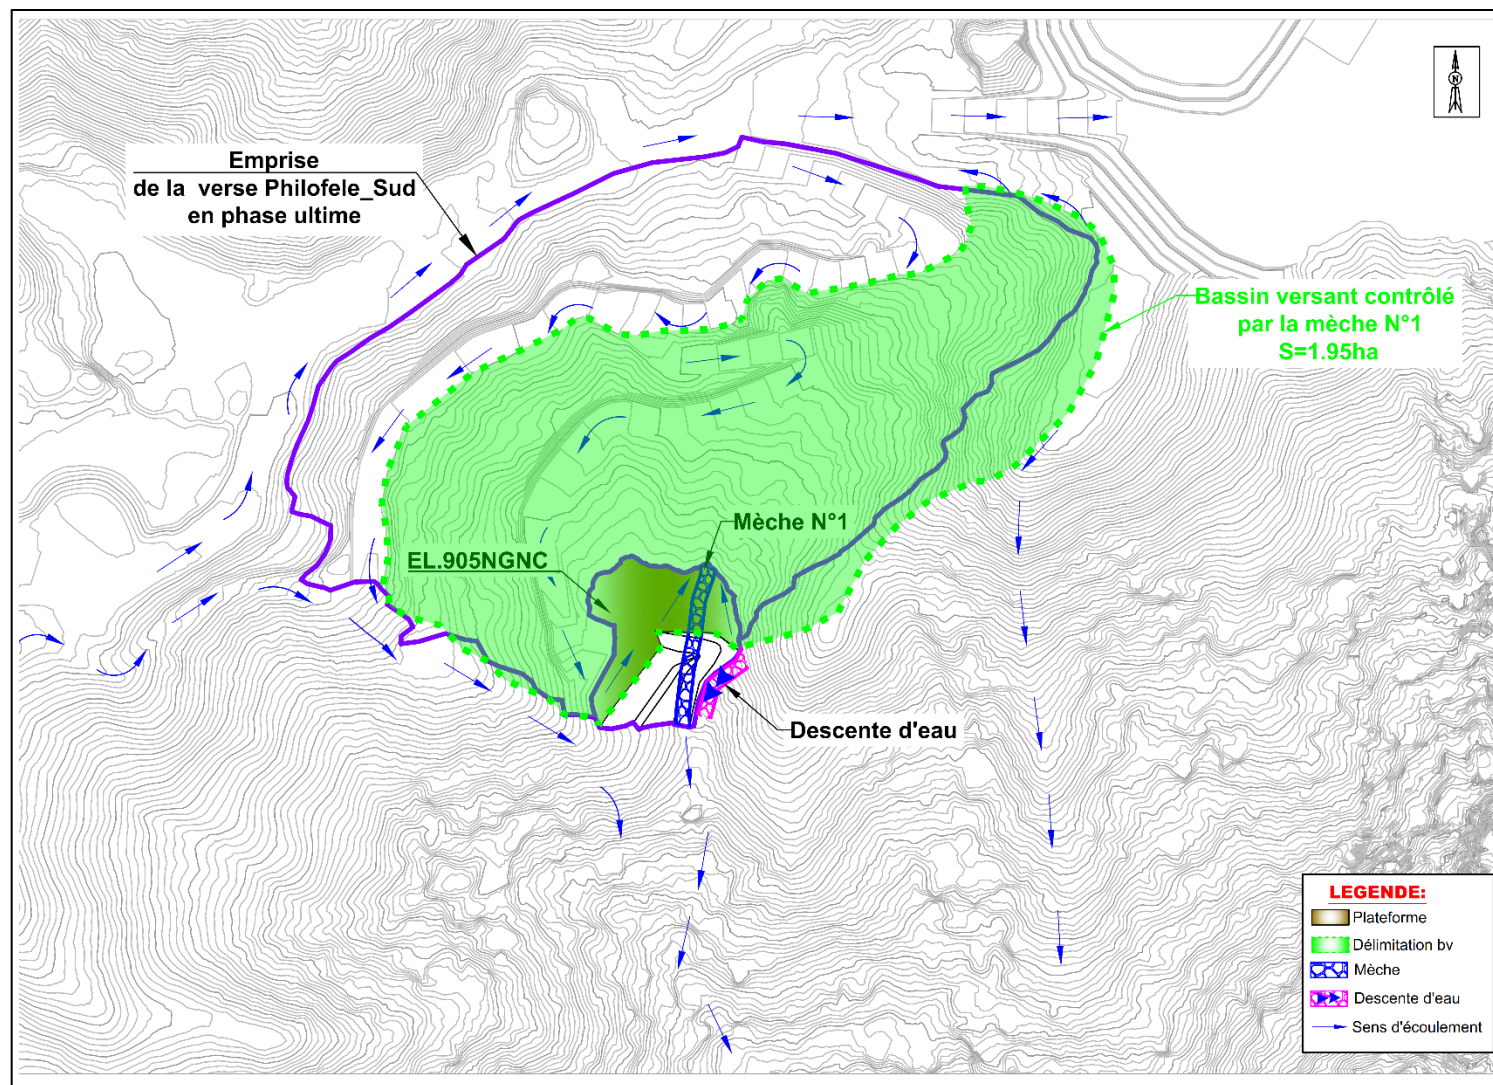 N
Emprise
de la verse Philofele_Sud
en phase ultime
Bassin versant contrôlé
par la mèche N°1
S=1.95ha
Mèche N°1
EL.905NGNC
Descente d'eau
LEGENDE:
Plateforme
Délimitation bv
Mèche
Descente d'eau
Sens d'écoulement